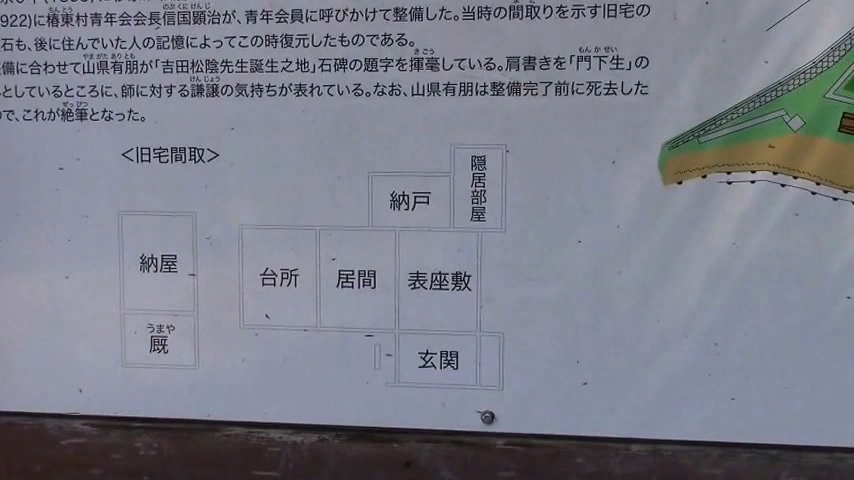 922)に椿東村青年会会長信国顕治が、青年会員に呼びかけて整備した。当時の間取りを示す旧宅の
石も、後に住んでいた人の記憶によってこの時復元したものである。
備に合わせて山県有朋が「吉田松陰先生誕生之地」石碑の題字を揮毫している。肩書きを「門下生」の
としているところに、師に対する謙譲の気持ちが表れている。なお、山県有朋は整備完了前に死去した
で、これが絶筆となった。
<旧宅間取>
隠居部屋
納戸
納屋
台所
居間
表座敷
うまや
厩
玄関